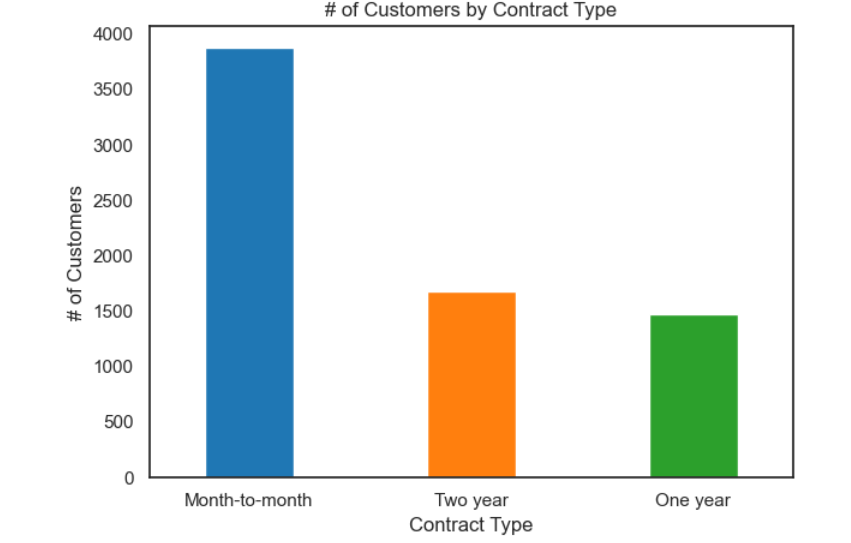 # of Customers by Contract Type
4000
3500
3000
2500
2000
1500
1000
500
0
# of Customers
Month-to-month
Two year
One year
Contract Type